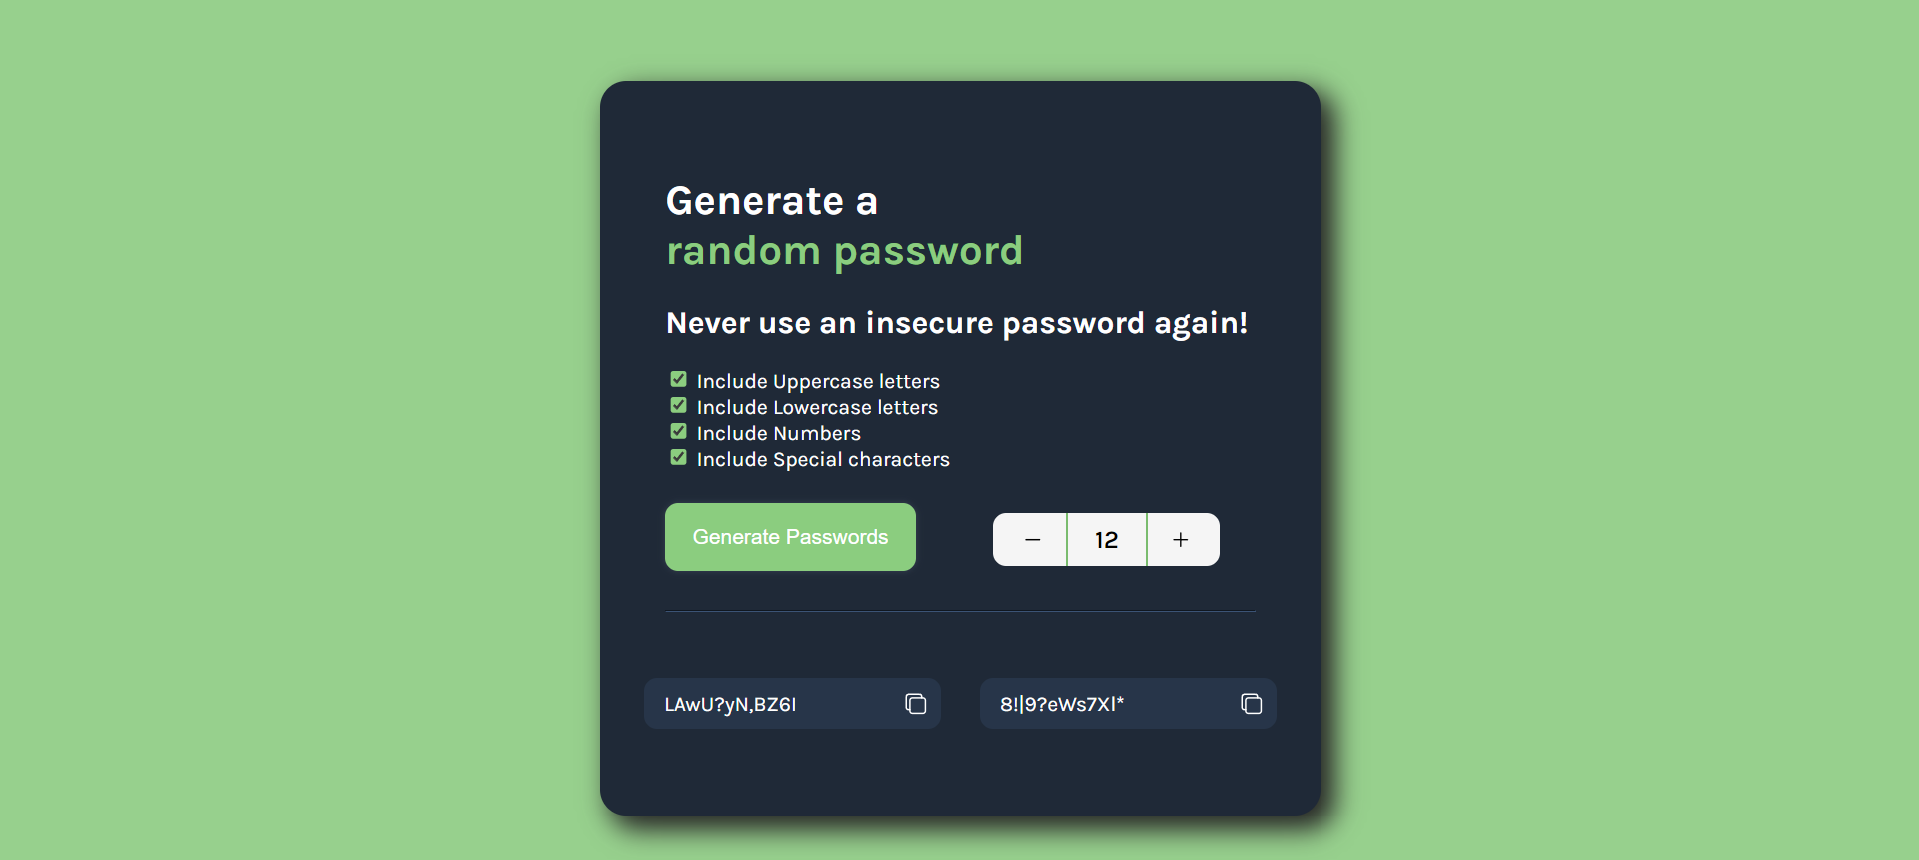 Generate a
random password
Never use an insecure password again!
Include Uppercase letters
Include Lowercase letters
Include Numbers
Include Special characters
Generate Passwords
− 12 +
LAwU?yN,BZ6I
8!|9?eWs7Xl*